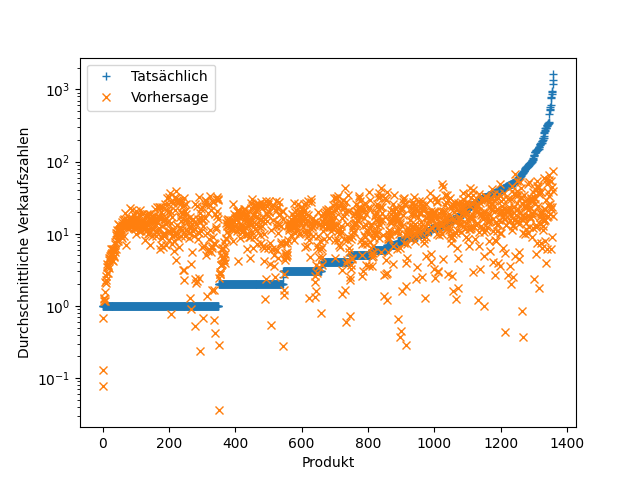 Tatsächlich
Vorhersage
Durchschnittliche Verkaufszahlen
10³
10²
10¹
10⁰
10⁻¹
0 200 400 600 800 1000 1200 1400
Produkt